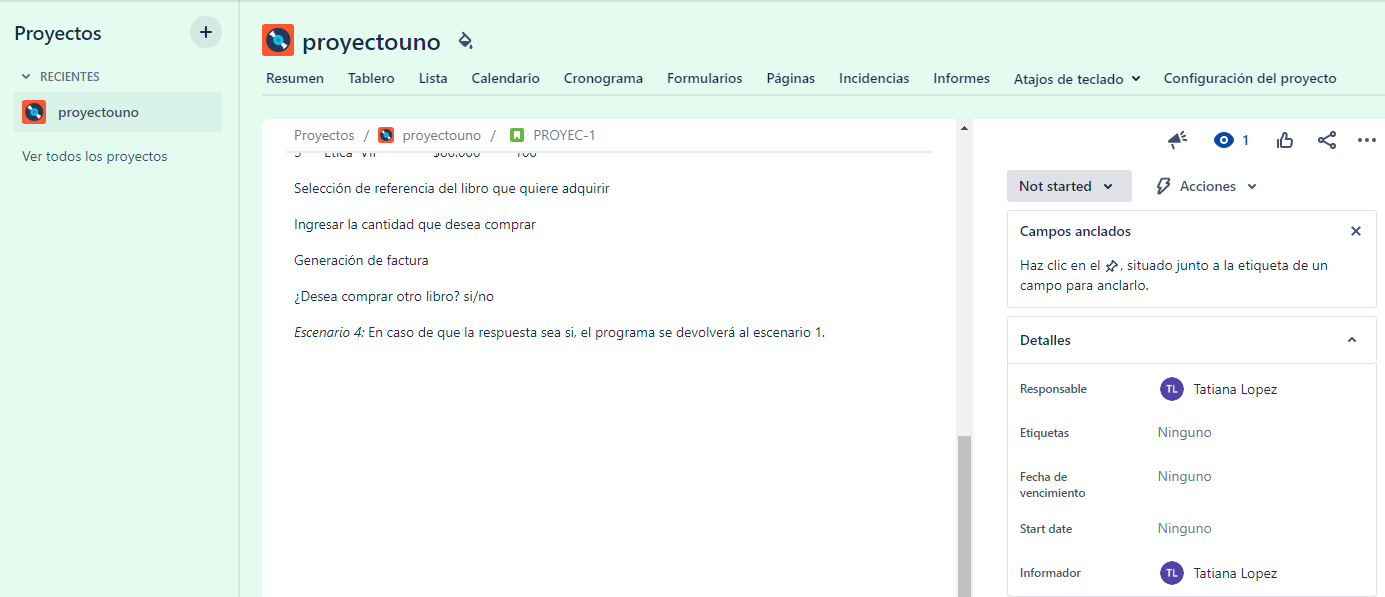 Proyectos
RECIENTES
proyectouno
Ver todos los proyectos
proyectouno
Resumen Tablero Lista Calendario Cronograma Formularios Páginas Incidencias Informes Atajos de teclado Configuración del proyecto
Proyectos / proyectouno / PROYEC-1
Selección de referencia del libro que quiere adquirir
Ingresar la cantidad que desea comprar
Generación de factura
¿Desea comprar otro libro? si/no
Escenario 4: En caso de que la respuesta sea si, el programa se devolverá al escenario 1.
1
Not started Acciones
Campos anclados
Haz clic en el , situado junto a la etiqueta de un
campo para anclarlo.
Detalles
Responsable TL Tatiana Lopez
Etiquetas Ninguno
Fecha de
vencimiento Ninguno
Start date Ninguno
Informador TL Tatiana Lopez